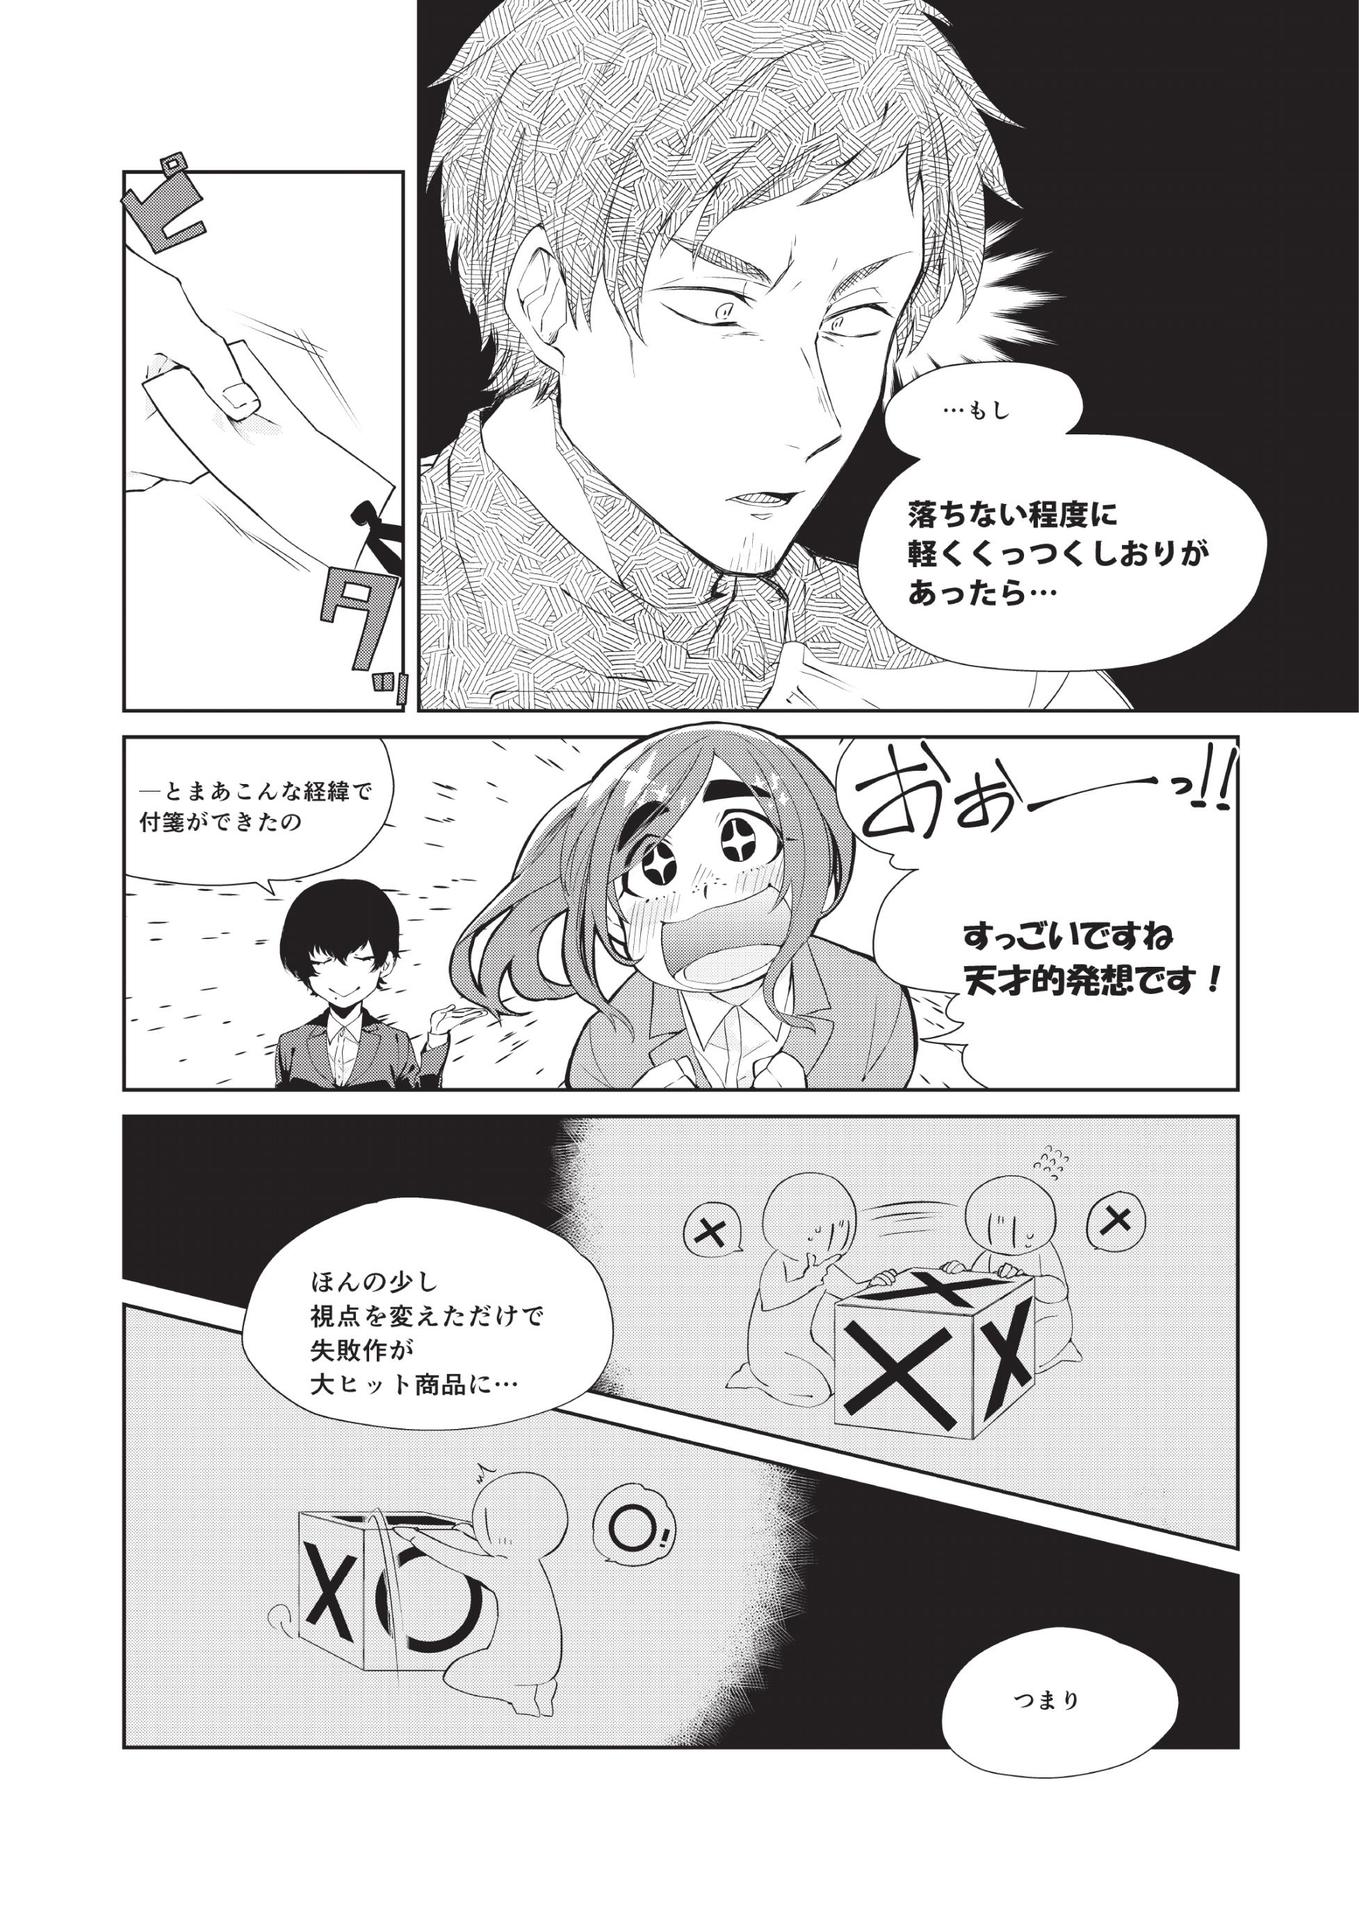 …もし
落ちない程度に
軽くくっつくしおりが
あったら…
ピタッ
おぉーっ!!
すっごいですね
天才的発想です！
―とまあこんな経緯で
付箋ができたの
ほんの少し
視点を変えただけで
失敗作が
大ヒット商品に…
つまり